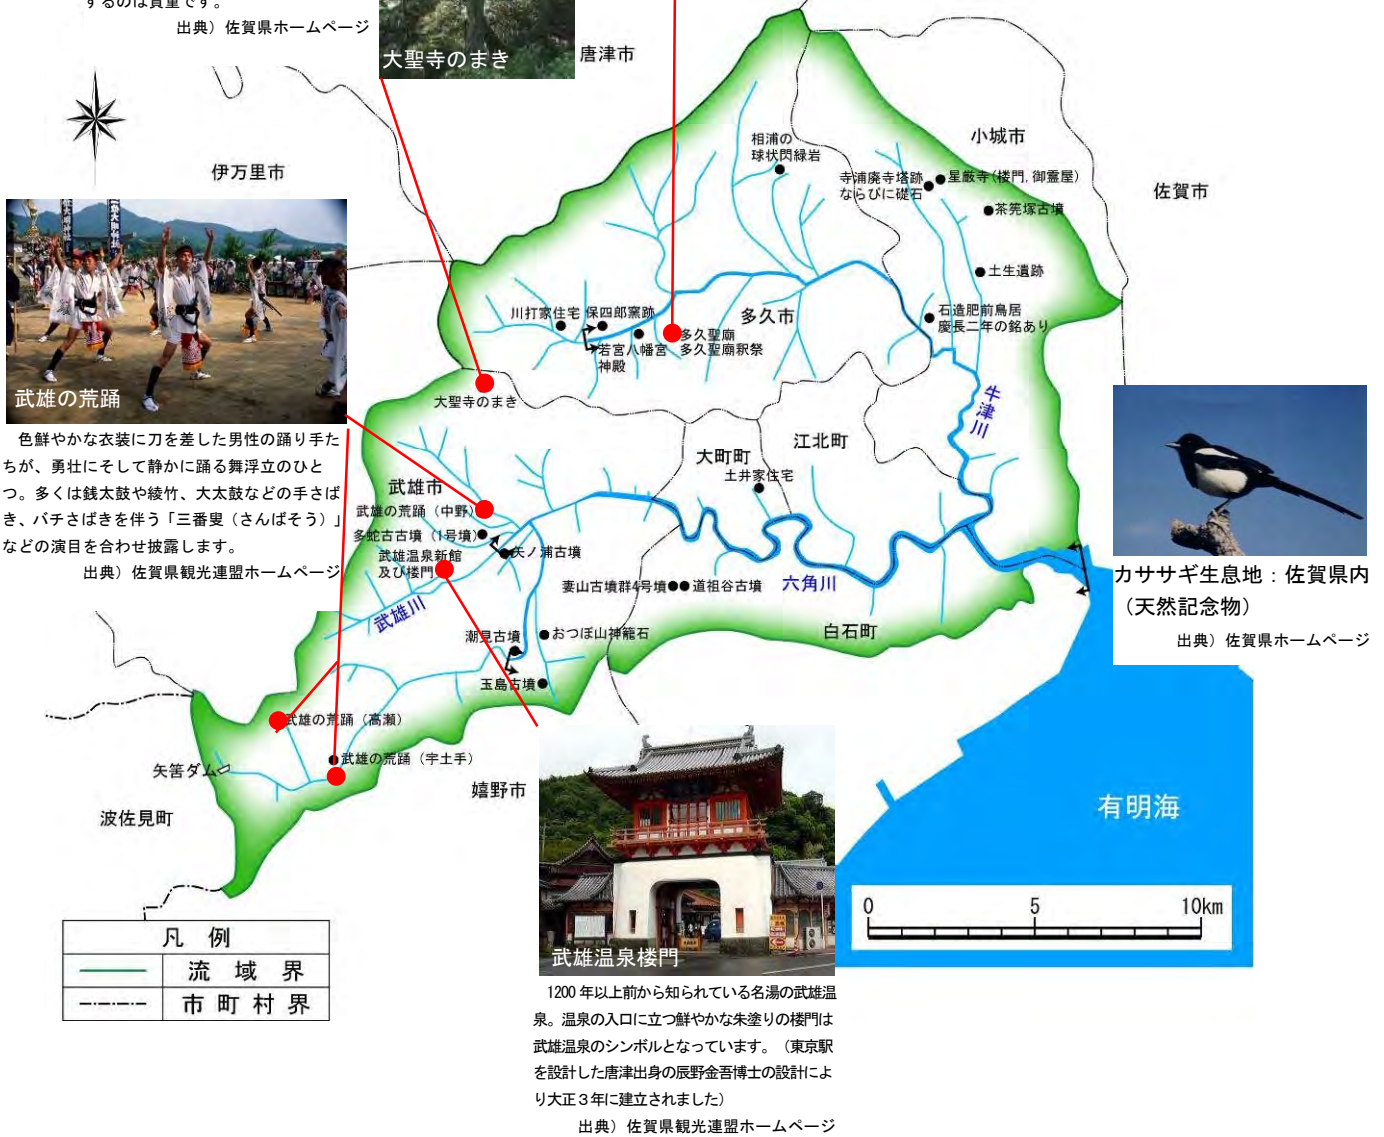 するのは貴重です。
出典）佐賀県ホームページ
大聖寺のまき
唐津市
小城市
相浦の
球状閃緑岩
寺浦廃寺塔跡
ならびに礎石
星厳寺(楼門,御霊屋)
佐賀市
伊万里市
茶筅塚古墳
土生遺跡
川打家住宅
保四郎窯跡
多久市
石造肥前鳥居
慶長二年の銘あり
多久聖廟
多久聖廟釈祭
若宮八幡宮
神殿
武雄の荒踊
大聖寺のまき
牛津川
色鮮やかな衣装に刀を差した男性の踊り手た
ちが、勇壮にそして静かに踊る舞浮立のひと
つ。多くは銭太鼓や綾竹、大太鼓などの手さば
き、バチさばきを伴う「三番叟（さんばそう）」
などの演目を合わせ披露します。
出典）佐賀県観光連盟ホームページ
江北町
大町町
土井家住宅
武雄市
武雄の荒踊（中野）
多蛇古古墳（1号墳）
矢ノ浦古墳
武雄温泉新館
及び楼門
妻山古墳群4号墳
道祖谷古墳
六角川
カササギ生息地：佐賀県内
（天然記念物）
出典）佐賀県ホームページ
武雄川
白石町
潮見古墳
おつぼ山神籠石
玉島古墳
武雄の荒踊（高瀬）
武雄の荒踊（宇土手）
矢筈ダム
嬉野市
波佐見町
有明海
0 5 10km
凡 例
流 域 界
市 町 村 界
武雄温泉楼門
1200年以上前から知られている名湯の武雄温
泉。温泉の入口に立つ鮮やかな朱塗りの楼門は
武雄温泉のシンボルとなっています。（東京駅
を設計した唐津出身の辰野金吾博士の設計によ
り大正３年に建立されました）
出典）佐賀県観光連盟ホームページ